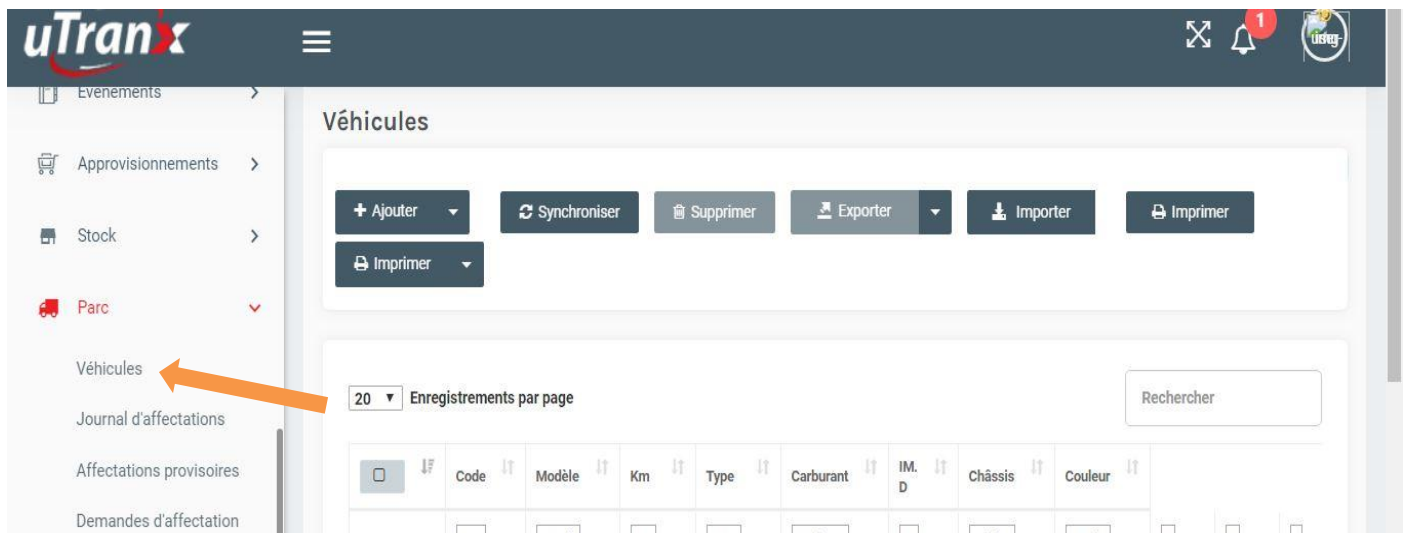 uTranx
1
Evenements
Approvisionnements
Stock
Parc
Véhicules
Journal d'affectations
Affectations provisoires
Demandes d'affectation
Véhicules
Ajouter
Synchroniser
Supprimer
Exporter
Importer
Imprimer
Imprimer
20 Enregistrements par page
Rechercher
Code Modèle Km Type Carburant IM. Châssis Couleur
D